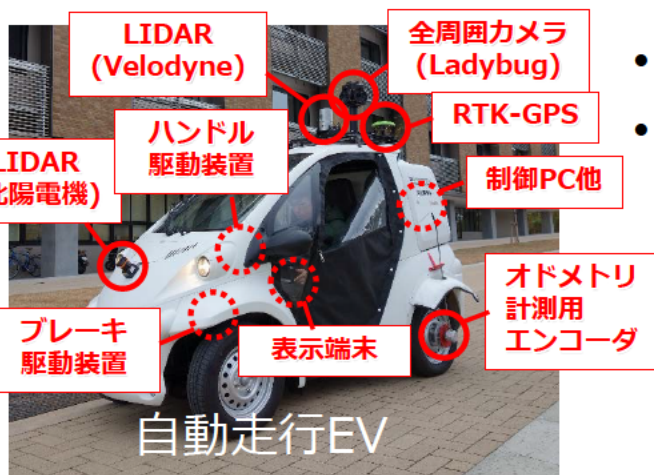 LIDAR
(Velodyne)
全周囲カメラ
(Ladybug)
RTK-GPS
ハンドル
駆動装置
LIDAR
北陽電機)
制御PC他
オドメトリ
計測用
エンコーダ
ブレーキ
駆動装置
表示端末
自動走行EV